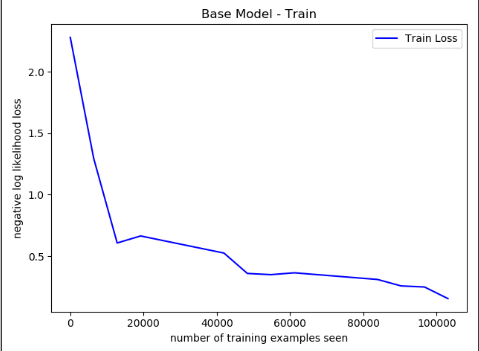 Base Model - Train
Train Loss
negative log likelihood loss
2.0
1.5
1.0
0.5
0 20000 40000 60000 80000 100000
number of training examples seen